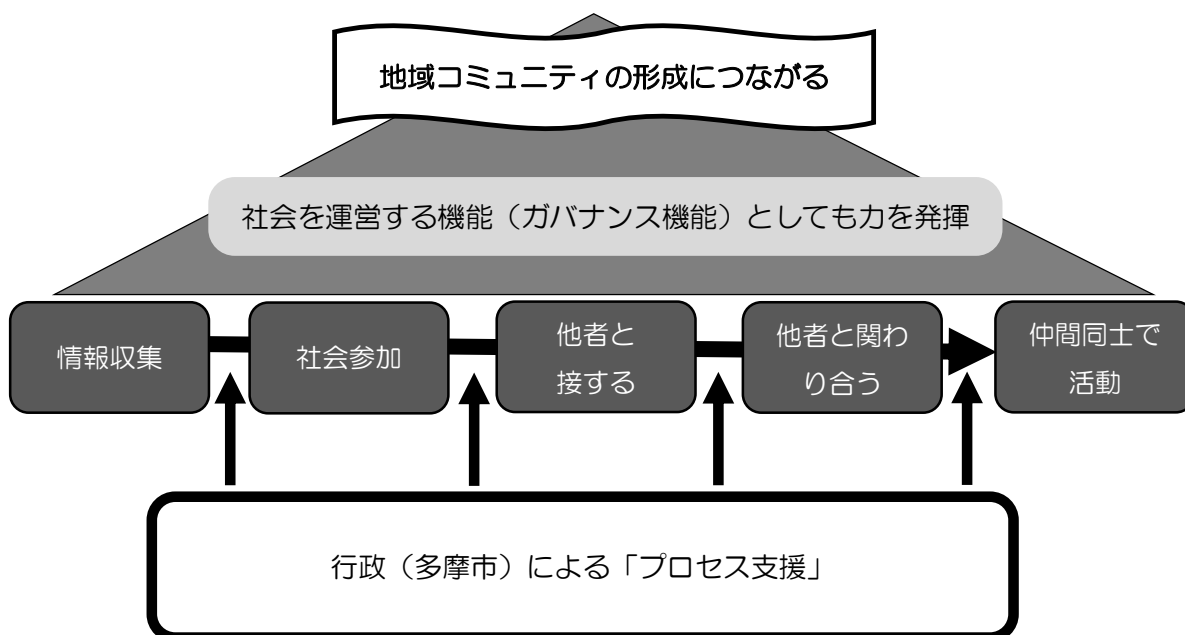 地域コミュニティの形成につながる
社会を運営する機能（ガバナンス機能）としても力を発揮
情報収集
社会参加
他者と
接する
他者と関わ
り合う
仲間同士で
活動
行政（多摩市）による「プロセス支援」